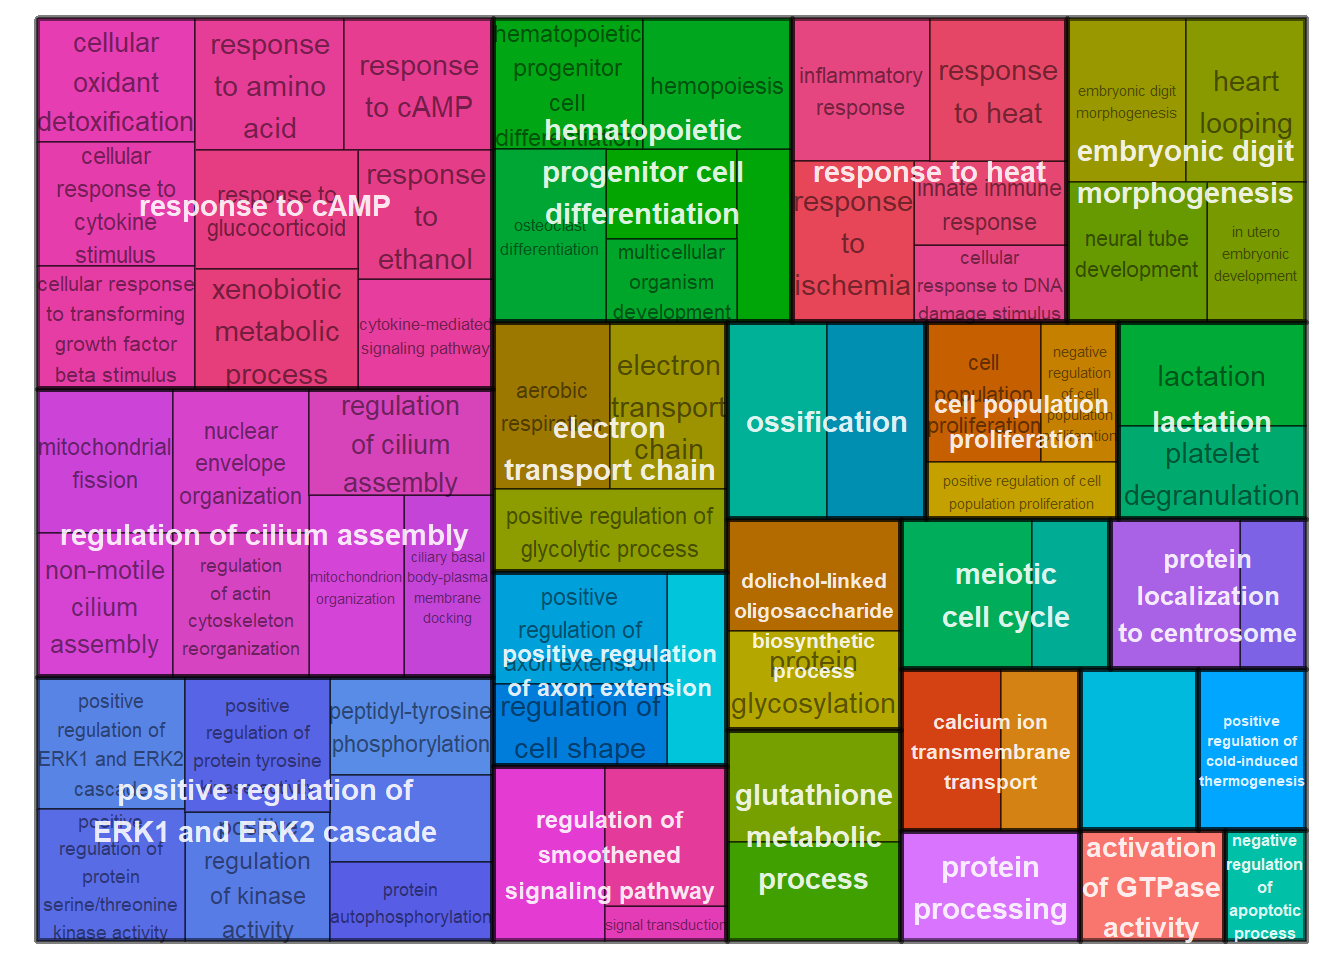 cellular
oxidant
detoxification
response
to amino
acid
response
to cAMP
cellular
response to
cytokine
stimulus
response to
glucocorticoid
response
to
ethanol
response to cAMP
cellular response
to transforming
growth factor
beta stimulus
xenobiotic
metabolic
process
cytokine-mediated
signaling pathway
hematopoietic
progenitor
cell
differentiation
hemopoiesis
hematopoietic
progenitor cell
differentiation
osteoclast
differentiation
multicellular
organism
development
inflammatory
response
response
to heat
response to heat
response
to
ischemia
innate immune
response
cellular
response to DNA
damage stimulus
embryonic digit
morphogenesis
heart
looping
embryonic digit
morphogenesis
neural tube
development
in utero
embryonic
development
mitochondrial
fission
nuclear
envelope
organization
regulation
of cilium
assembly
regulation of cilium assembly
non-motile
cilium
assembly
regulation
of actin
cytoskeleton
reorganization
mitochondrion
organization
ciliary basal
body-plasma
membrane
docking
aerobic
respiration
electron
transport
chain
electron
transport chain
positive regulation of
glycolytic process
ossification
cell
population
proliferation
negative
regulation
of cell
population
proliferation
cell population
proliferation
positive regulation of cell
population proliferation
lactation
lactation
platelet
degranulation
positive
regulation of
axon extension
positive regulation
of axon extension
regulation of
cell shape
dolichol-linked
oligosaccharide
biosynthetic
process
protein
glycosylation
meiotic
cell cycle
protein
localization
to centrosome
positive
regulation of
ERK1 and ERK2
cascade
positive
regulation of
protein tyrosine
kinase activity
peptidyl-tyrosine
phosphorylation
positive regulation of
ERK1 and ERK2 cascade
positive
regulation of
protein
serine/threonine
kinase activity
positive
regulation
of kinase
activity
protein
autophosphorylation
regulation of
smoothened
signaling pathway
signal transduction
glutathione
metabolic
process
calcium ion
transmembrane
transport
positive
regulation of
cold-induced
thermogenesis
protein
processing
activation
of GTPase
activity
negative
regulation
of
apoptotic
process